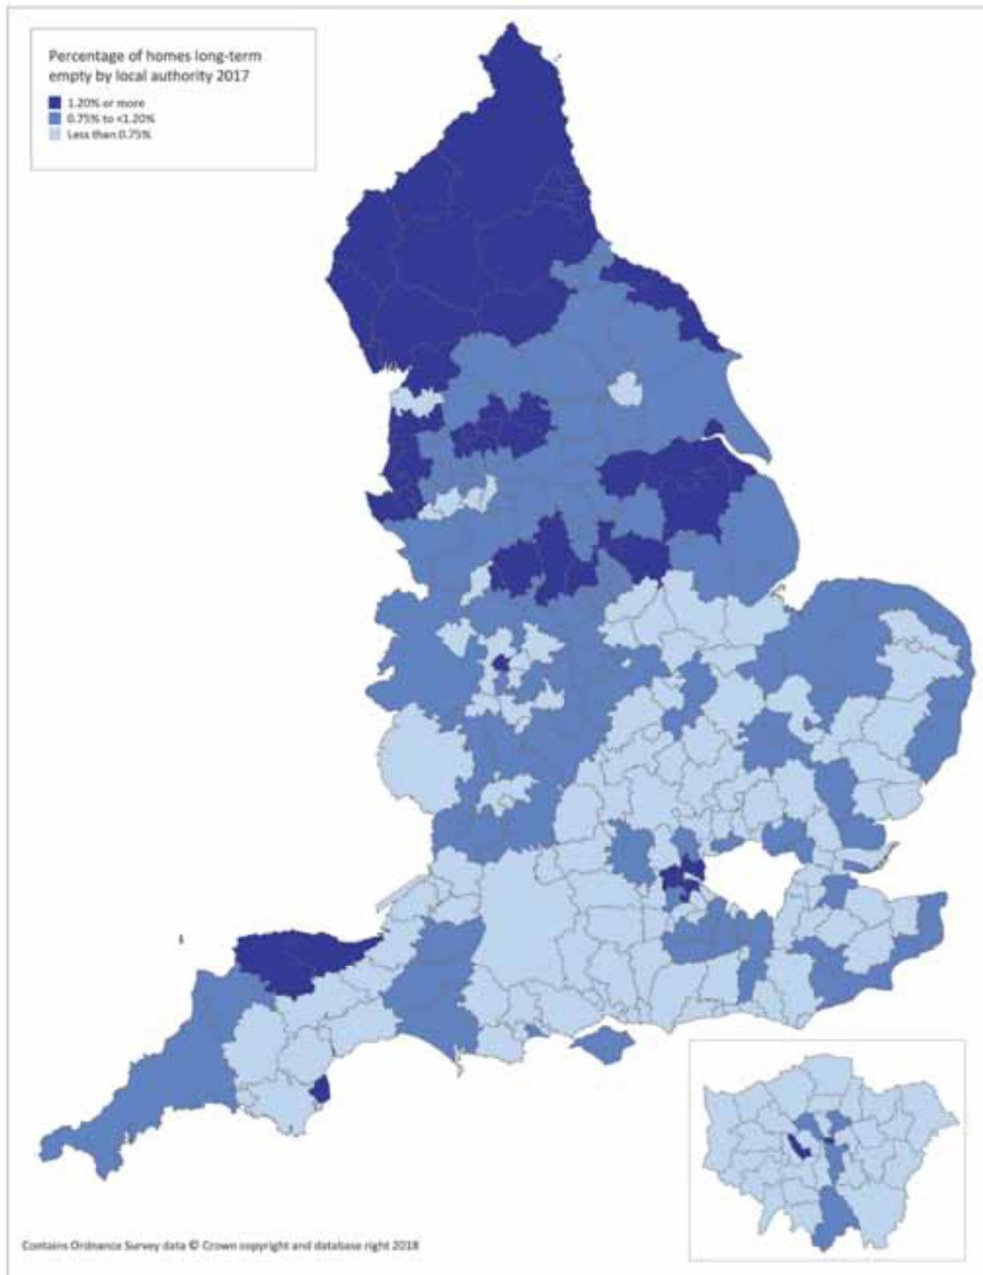 Percentage of homes long-term
empty by local authority 2017
1.20% or more
0.75% to <1.20%
Less than 0.75%
1
Contains Ordnance Survey data © Crown copyright and database right 2018